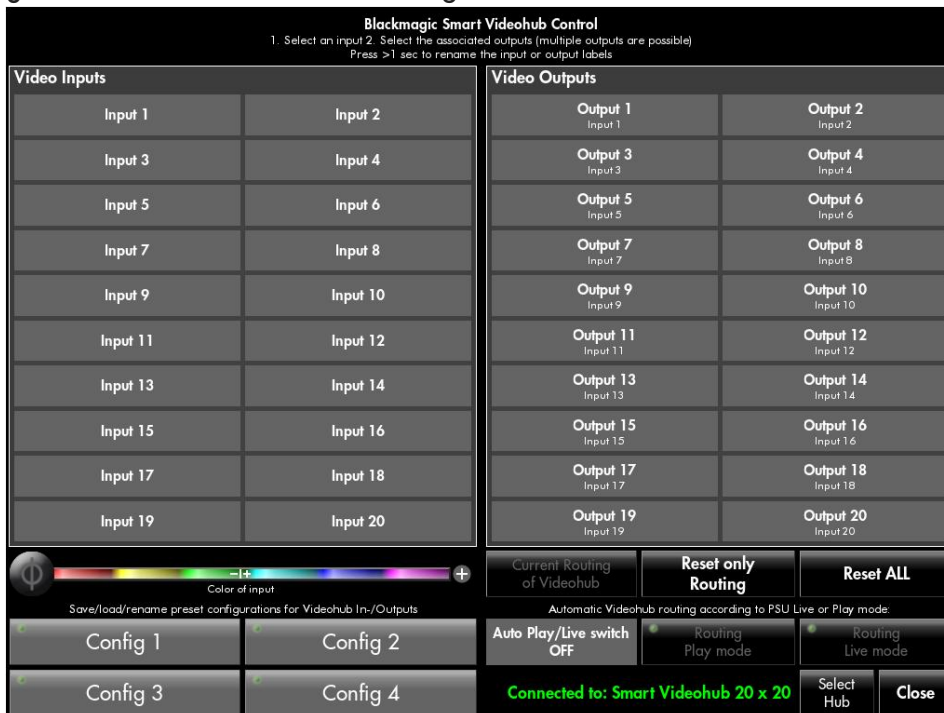 Blackmagic Smart Videohub Control
1. Select an input 2. Select the associated outputs (multiple outputs are possible)
Press >1 sec to rename the input or output labels
Video Inputs
Input 1
Input 2
Input 3
Input 4
Input 5
Input 6
Input 7
Input 8
Input 9
Input 10
Input 11
Input 12
Input 13
Input 14
Input 15
Input 16
Input 17
Input 18
Input 19
Input 20
Video Outputs
Output 1
Input 1
Output 2
Input 2
Output 3
Input 3
Output 4
Input 4
Output 5
Input 5
Output 6
Input 6
Output 7
Input 7
Output 8
Input 8
Output 9
Input 9
Output 10
Input 10
Output 11
Input 11
Output 12
Input 12
Output 13
Input 13
Output 14
Input 14
Output 15
Input 15
Output 16
Input 16
Output 17
Input 17
Output 18
Input 18
Output 19
Input 19
Output 20
Input 20
Color of input
Current Routing
of Videohub
Reset only
Routing
Reset ALL
Save/load/rename preset configurations for Videohub In-/Outputs
Config 1
Config 2
Config 3
Config 4
Automatic Videohub routing according to PSU Live or Play mode:
Auto Play/Live switch
OFF
Routing
Play mode
Routing
Live mode
Connected to: Smart Videohub 20 x 20
Select
Hub
Close